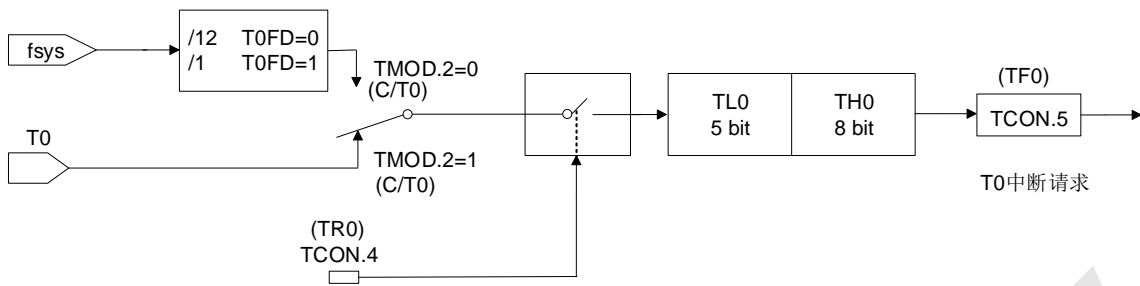 fsys
/12 T0FD=0
/1 T0FD=1
TMOD.2=0
(C/T0)
T0
TMOD.2=1
(C/T0)
(TR0)
TCON.4
TL0
5 bit
TH0
8 bit
(TF0)
TCON.5
T0中断请求